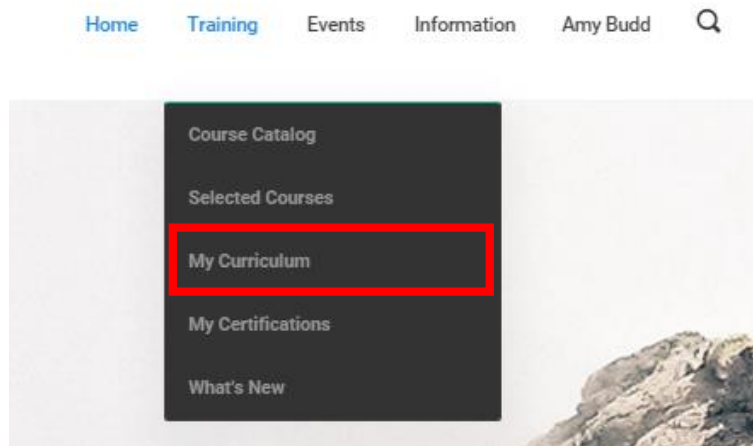 Home Training Events Information Amy Budd
Course Catalog
Selected Courses
My Curriculum
My Certifications
What's New